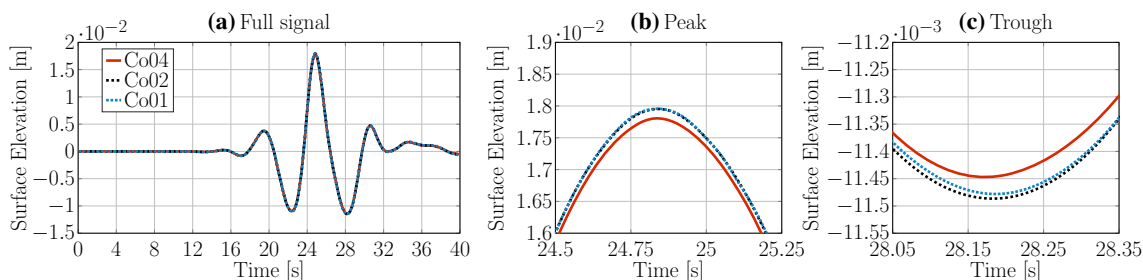 (a) Full signal
·10⁻²
2
1.5
1
0.5
0
−0.5
−1
−1.5
Surface Elevation [m]
Co04
Co02
Co01
0 4 8 12 16 20 24 28 32 36 40
Time [s]
(b) Peak
·10⁻²
1.9
1.85
1.8
1.75
1.7
1.65
1.6
Surface Elevation [m]
24.5 24.75 25 25.25
Time [s]
(c) Trough
·10⁻³
−11.2
−11.25
−11.3
−11.35
−11.4
−11.45
−11.5
−11.55
Surface Elevation [m]
28.05 28.15 28.25 28.35
Time [s]